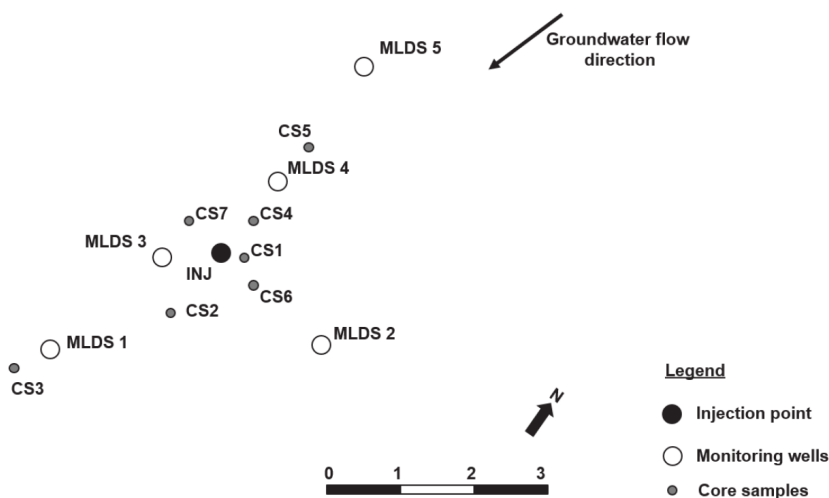 MLDS 5
Groundwater flow
direction
CS5
MLDS 4
CS7
CS4
MLDS 3
CS1
INJ
CS6
CS2
MLDS 2
MLDS 1
CS3
Legend
N
Injection point
Monitoring wells
0 1 2 3
Core samples